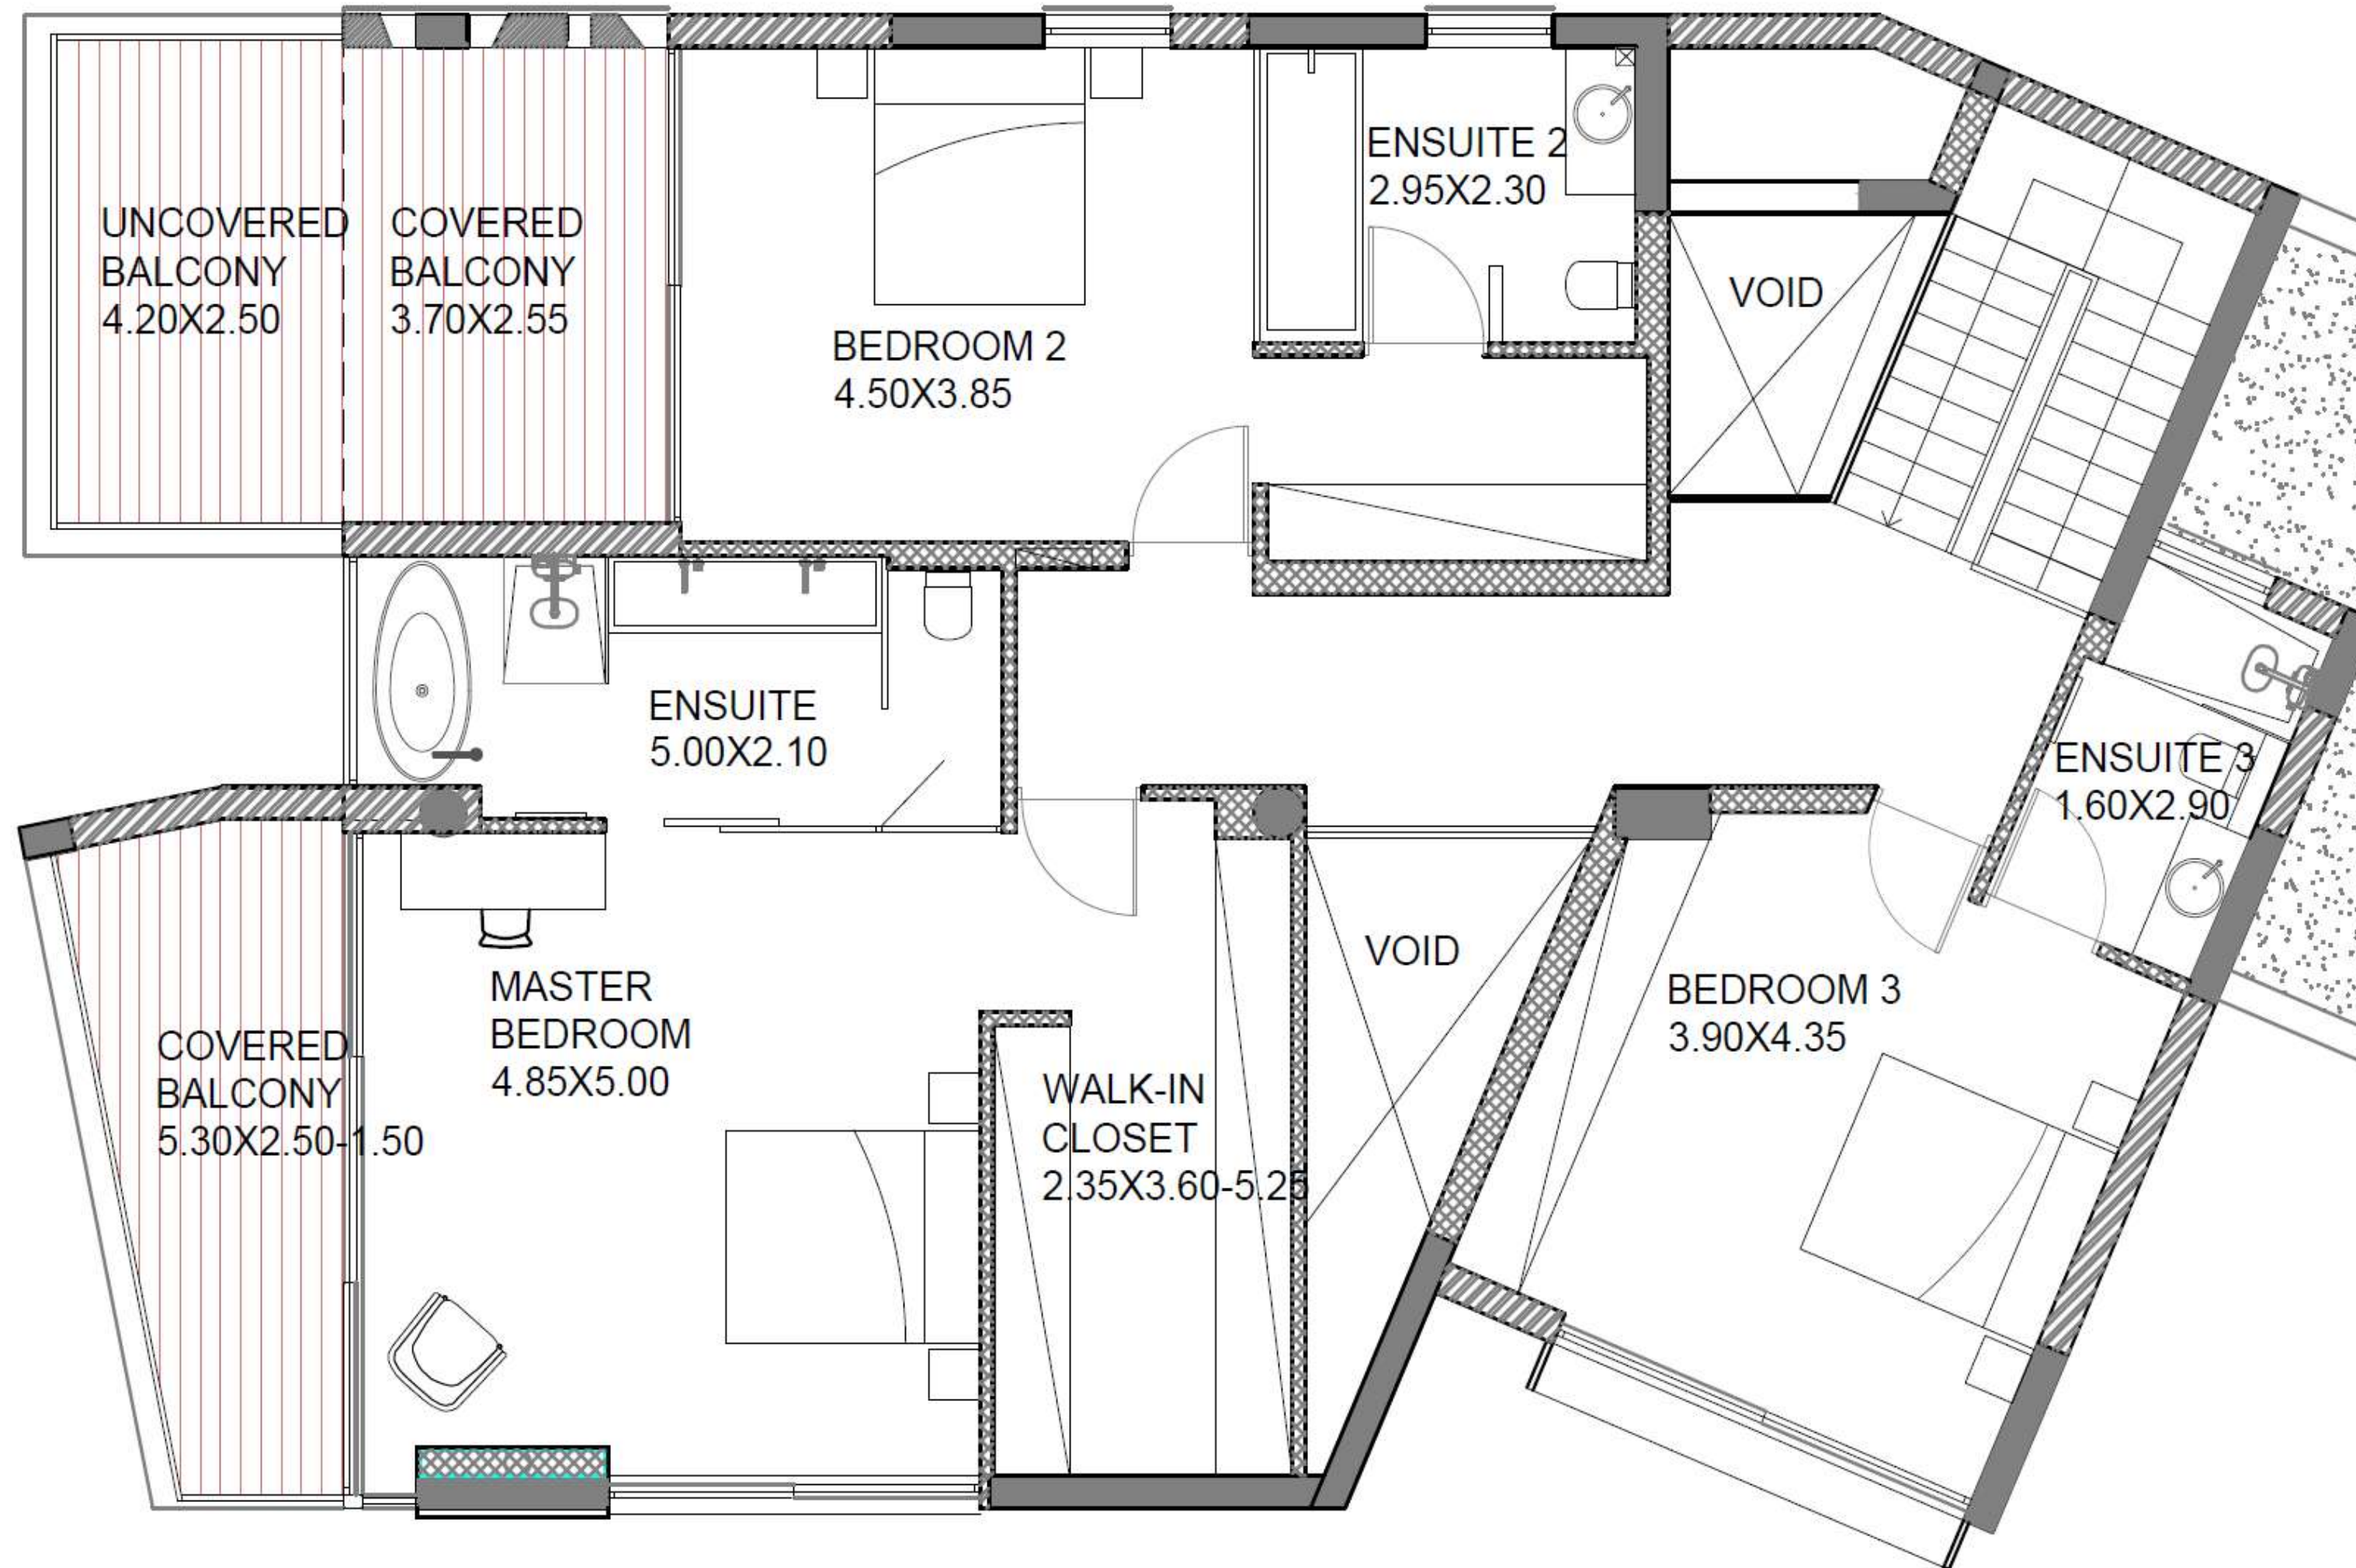 UNCOVERED
BALCONY
4.20X2.50
COVERED
BALCONY
3.70X2.55
BEDROOM 2
4.50X3.85
ENSUITE 2
2.95X2.30
VOID
ENSUITE
5.00X2.10
ENSUITE 3
1.60X2.90
COVERED
BALCONY
5.30X2.50-1.50
MASTER
BEDROOM
4.85X5.00
WALK-IN
CLOSET
2.35X3.60-5.25
VOID
BEDROOM 3
3.90X4.35